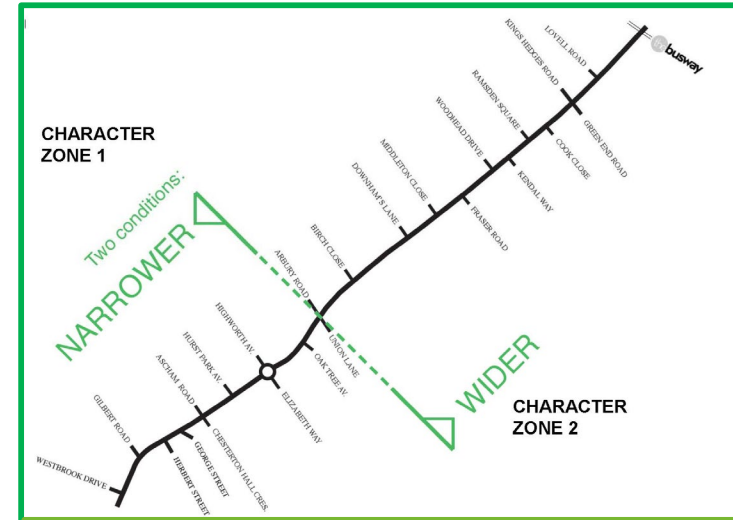 CHARACTER
ZONE 1
Two conditions:
NARROWER
WIDER
CHARACTER
ZONE 2
busway
LOVELL ROAD
KINGS HEDGES ROAD
GREEN END ROAD
RAMSDEN SQUARE
COOK CLOSE
WOODHEAD DRIVE
KENDAL WAY
MIDDLETON CLOSE
FRASER ROAD
DOWNHAM'S LANE
BIRCH CLOSE
ARBURY ROAD
UNION LANE
OAK TREE AV.
HIGHWORTH AV.
ELIZABETH WAY
HURST PARK AV.
ASCHAM ROAD
CHESTERTON HALL CRES.
GEORGE STREET
HERBERT STREET
GILBERT ROAD
WESTBROOK DRIVE